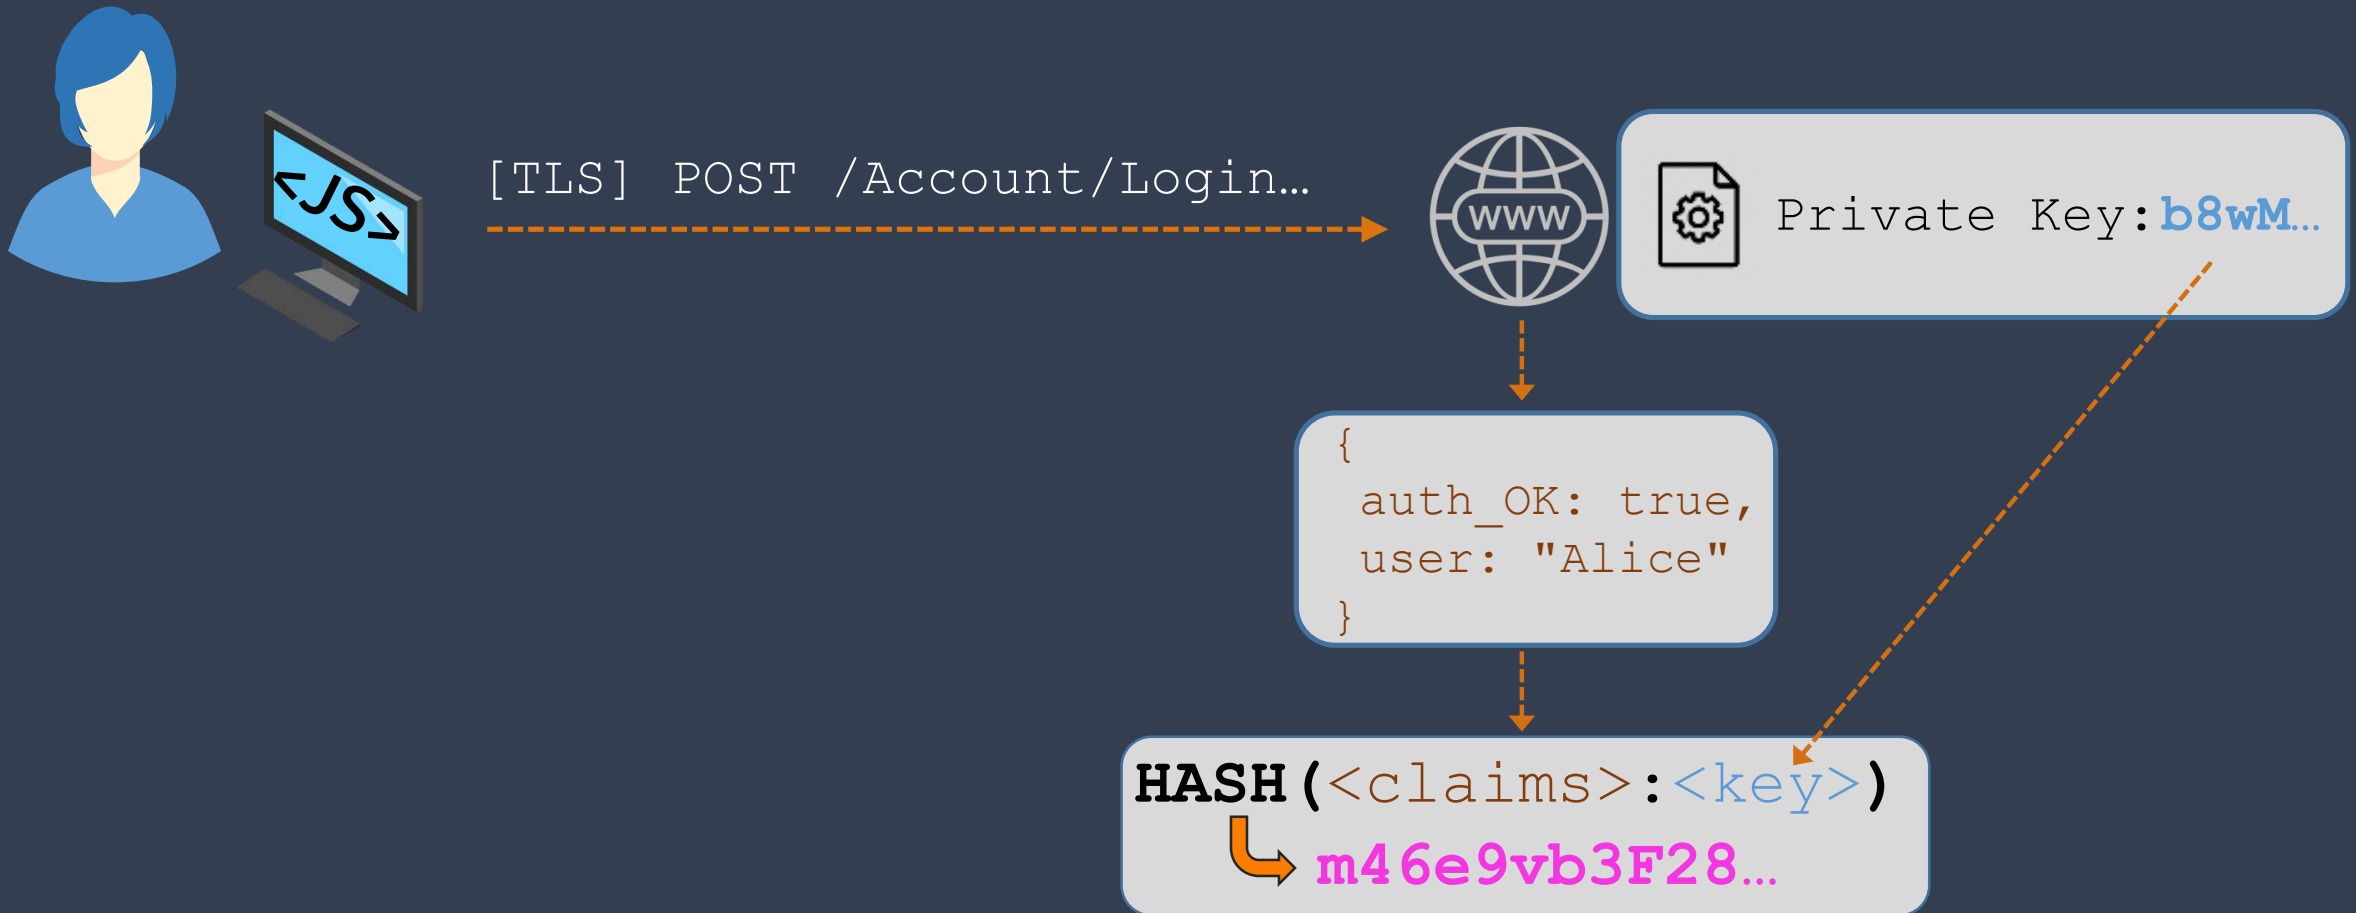 <JS>
[TLS] POST /Account/Login…
WWW
Private Key:b8wM…
{
auth_OK: true,
user: "Alice"
}
HASH(<claims>:<key>)
m46e9vb3F28…